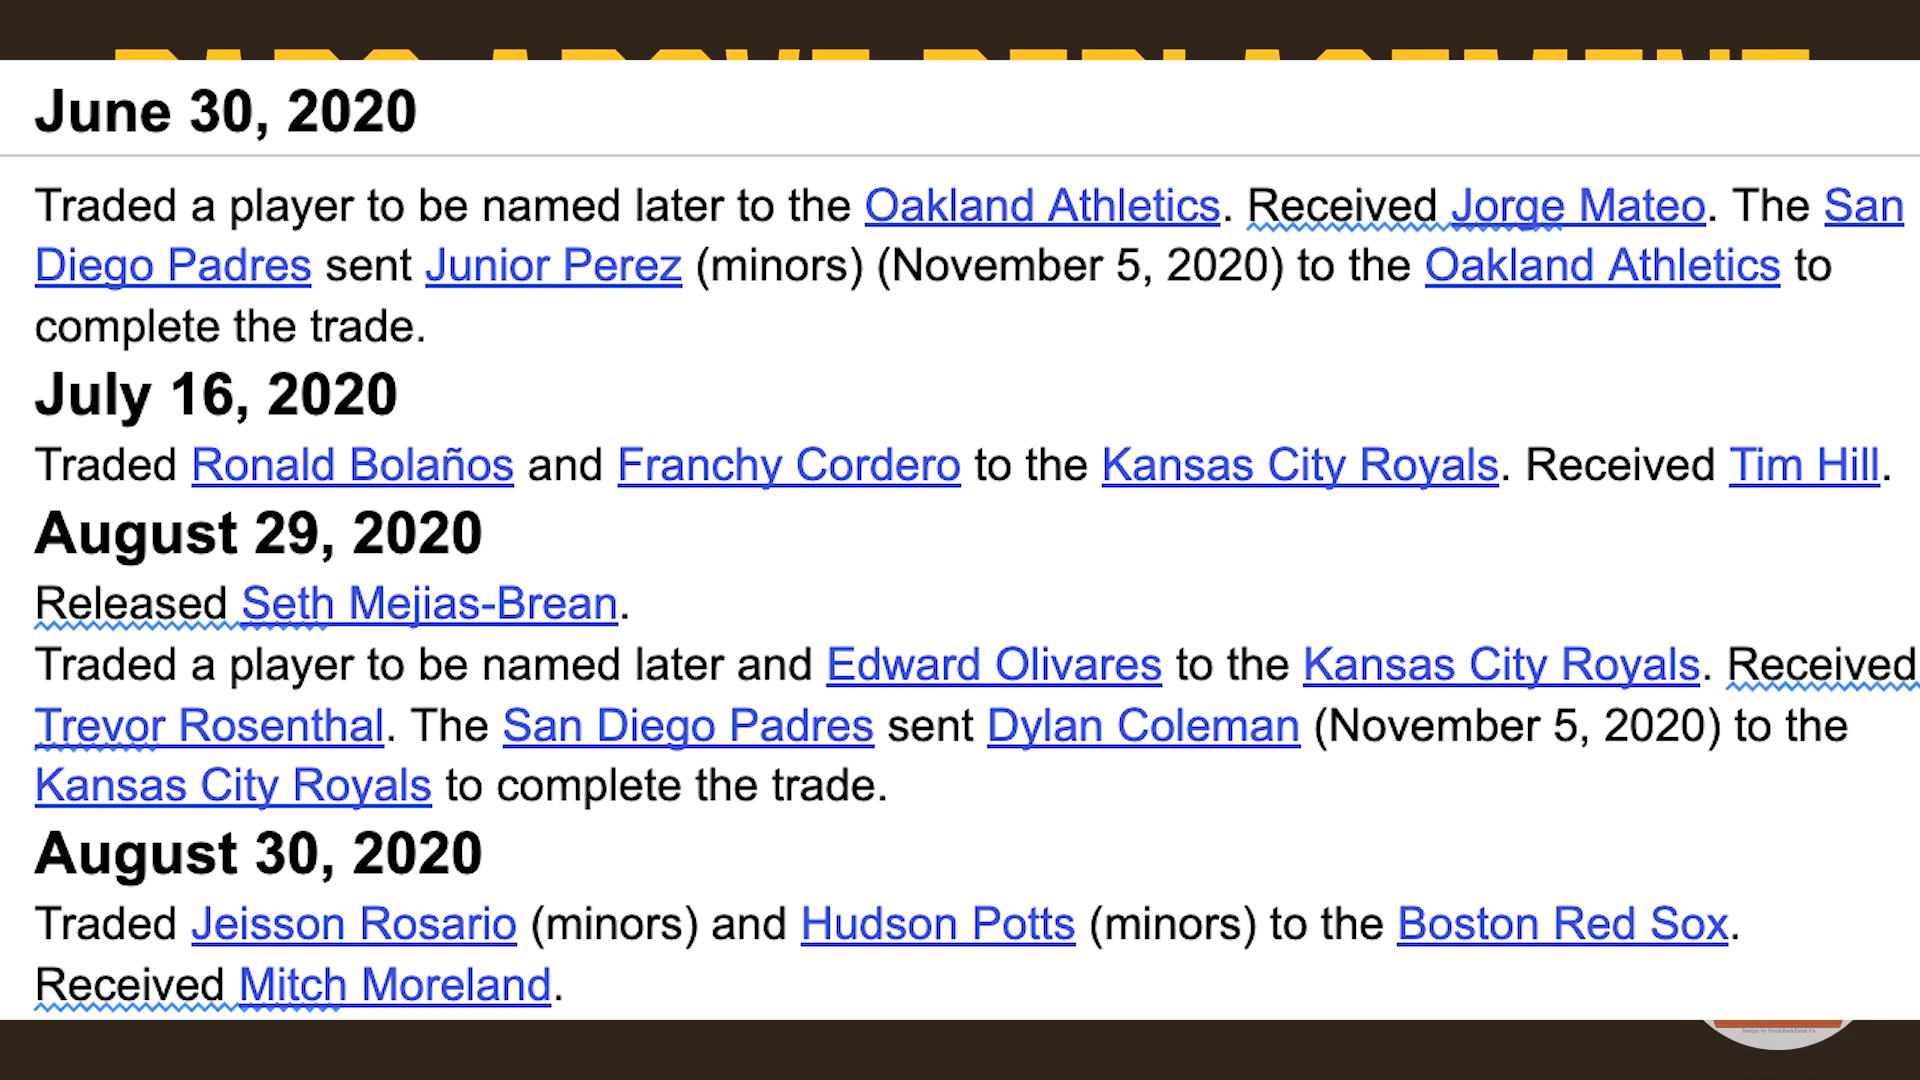 June 30, 2020
Traded a player to be named later to the Oakland Athletics. Received Jorge Mateo. The San
Diego Padres sent Junior Perez (minors) (November 5, 2020) to the Oakland Athletics to
complete the trade.
July 16, 2020
Traded Ronald Bolaños and Franchy Cordero to the Kansas City Royals. Received Tim Hill.
August 29, 2020
Released Seth Mejias-Brean.
Traded a player to be named later and Edward Olivares to the Kansas City Royals. Received
Trevor Rosenthal. The San Diego Padres sent Dylan Coleman (November 5, 2020) to the
Kansas City Royals to complete the trade.
August 30, 2020
Traded Jeisson Rosario (minors) and Hudson Potts (minors) to the Boston Red Sox.
Received Mitch Moreland.